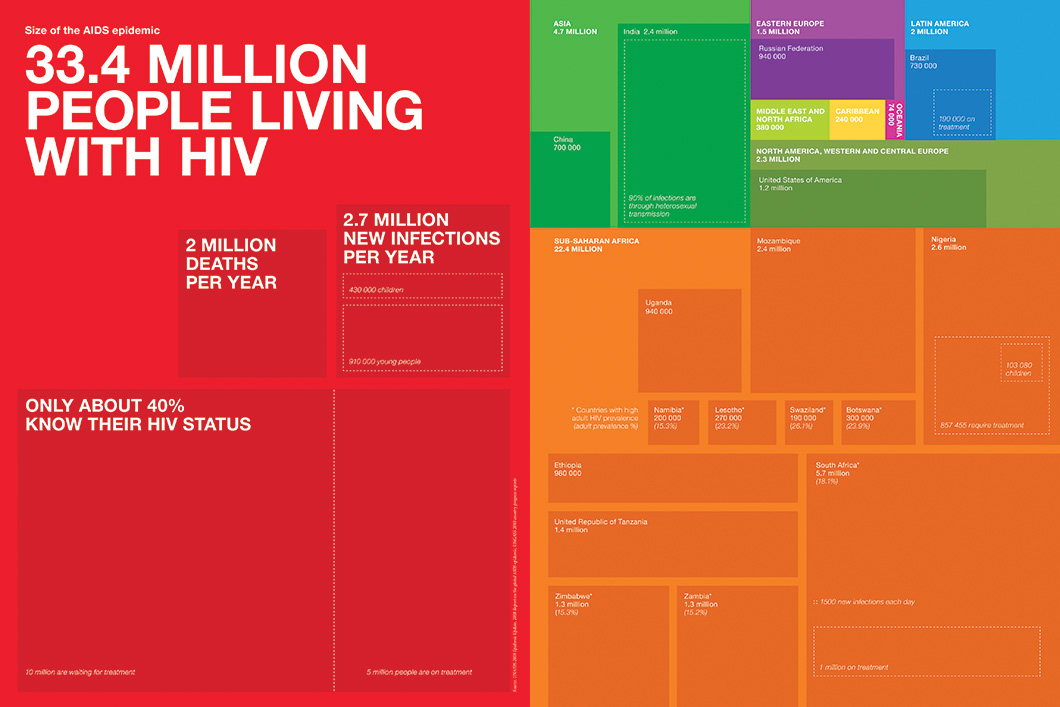 Size of the AIDS epidemic
33.4 MILLION
PEOPLE LIVING
WITH HIV
2 MILLION
DEATHS
PER YEAR
2.7 MILLION
NEW INFECTIONS
PER YEAR
430 000 children
910 000 young people
ONLY ABOUT 40%
KNOW THEIR HIV STATUS
10 million are waiting for treatment
5 million people are on treatment
ASIA
4.7 MILLION
India 2.4 million
90% of infections are
through heterosexual
transmission
China
700 000
EASTERN EUROPE
1.5 MILLION
Russian Federation
940 000
MIDDLE EAST AND
NORTH AFRICA
380 000
CARIBBEAN
240 000
OCEANIA
74 000
LATIN AMERICA
2 MILLION
Brazil
730 000
190 000 on
treatment
NORTH AMERICA, WESTERN AND CENTRAL EUROPE
2.3 MILLION
United States of America
1.2 million
SUB-SAHARAN AFRICA
22.4 MILLION
Mozambique
2.4 million
Nigeria
2.6 million
103 080
children
857 455 require treatment
Uganda
940 000
* Countries with high
adult HIV prevalence
(adult prevalence %)
Namibia*
200 000
(15.3%)
Lesotho*
270 000
(23.2%)
Swaziland*
190 000
(26.1%)
Botswana*
300 000
(23.9%)
Ethiopia
980 000
United Republic of Tanzania
1.4 million
Zimbabwe*
1.3 million
(15.3%)
Zambia*
1.3 million
(15.2%)
South Africa*
5.7 million
(18.1%)
1500 new infections each day
1 million on treatment